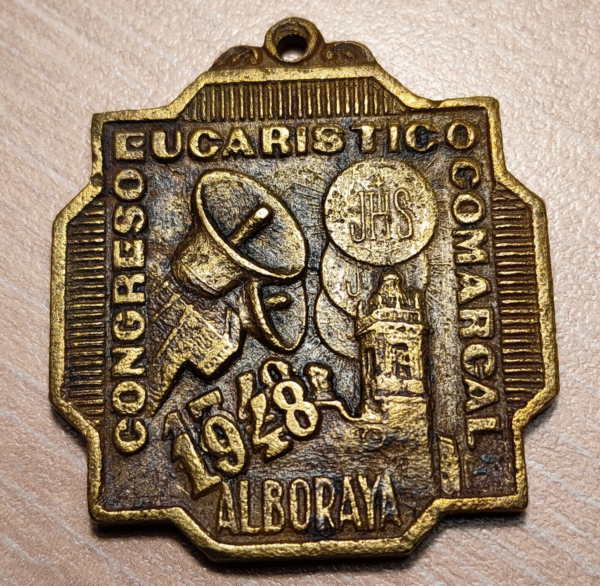 CONGRESO
EUCARISTICO
COMARCAL
JHS
1948
ALBORAYA